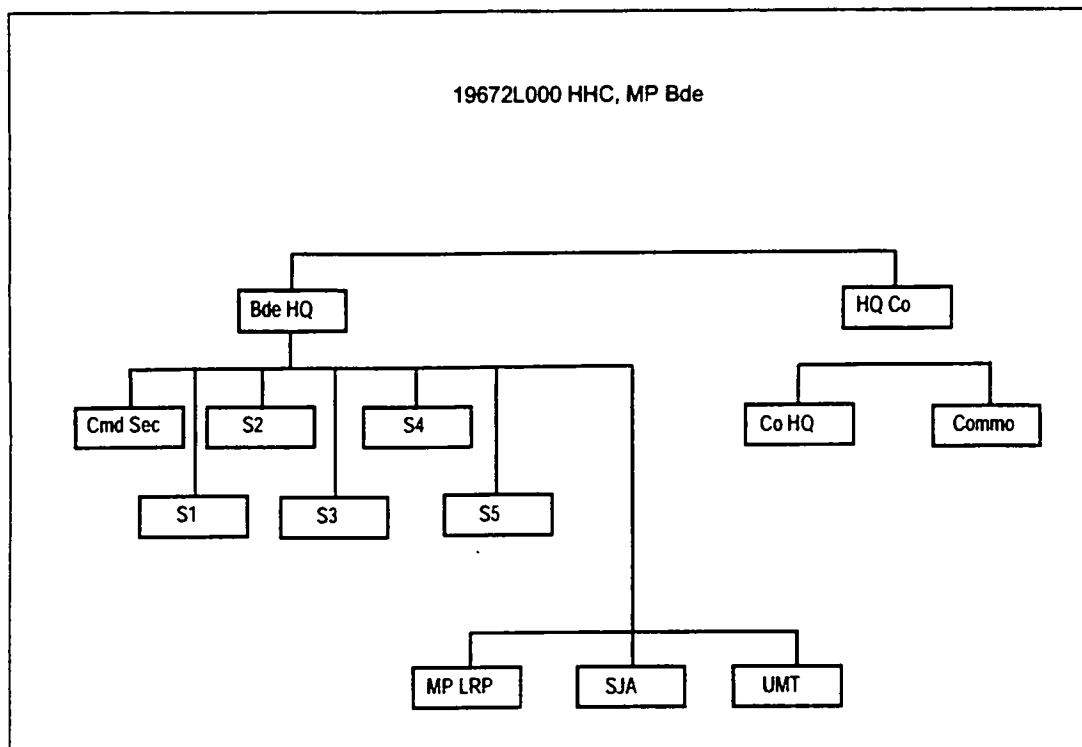 19672L000 HHC, MP Bde
Bde HQ
HQ Co
Cmd Sec
S2
S4
Co HQ
Commo
S1
S3
S5
MP LRP
SJA
UMT